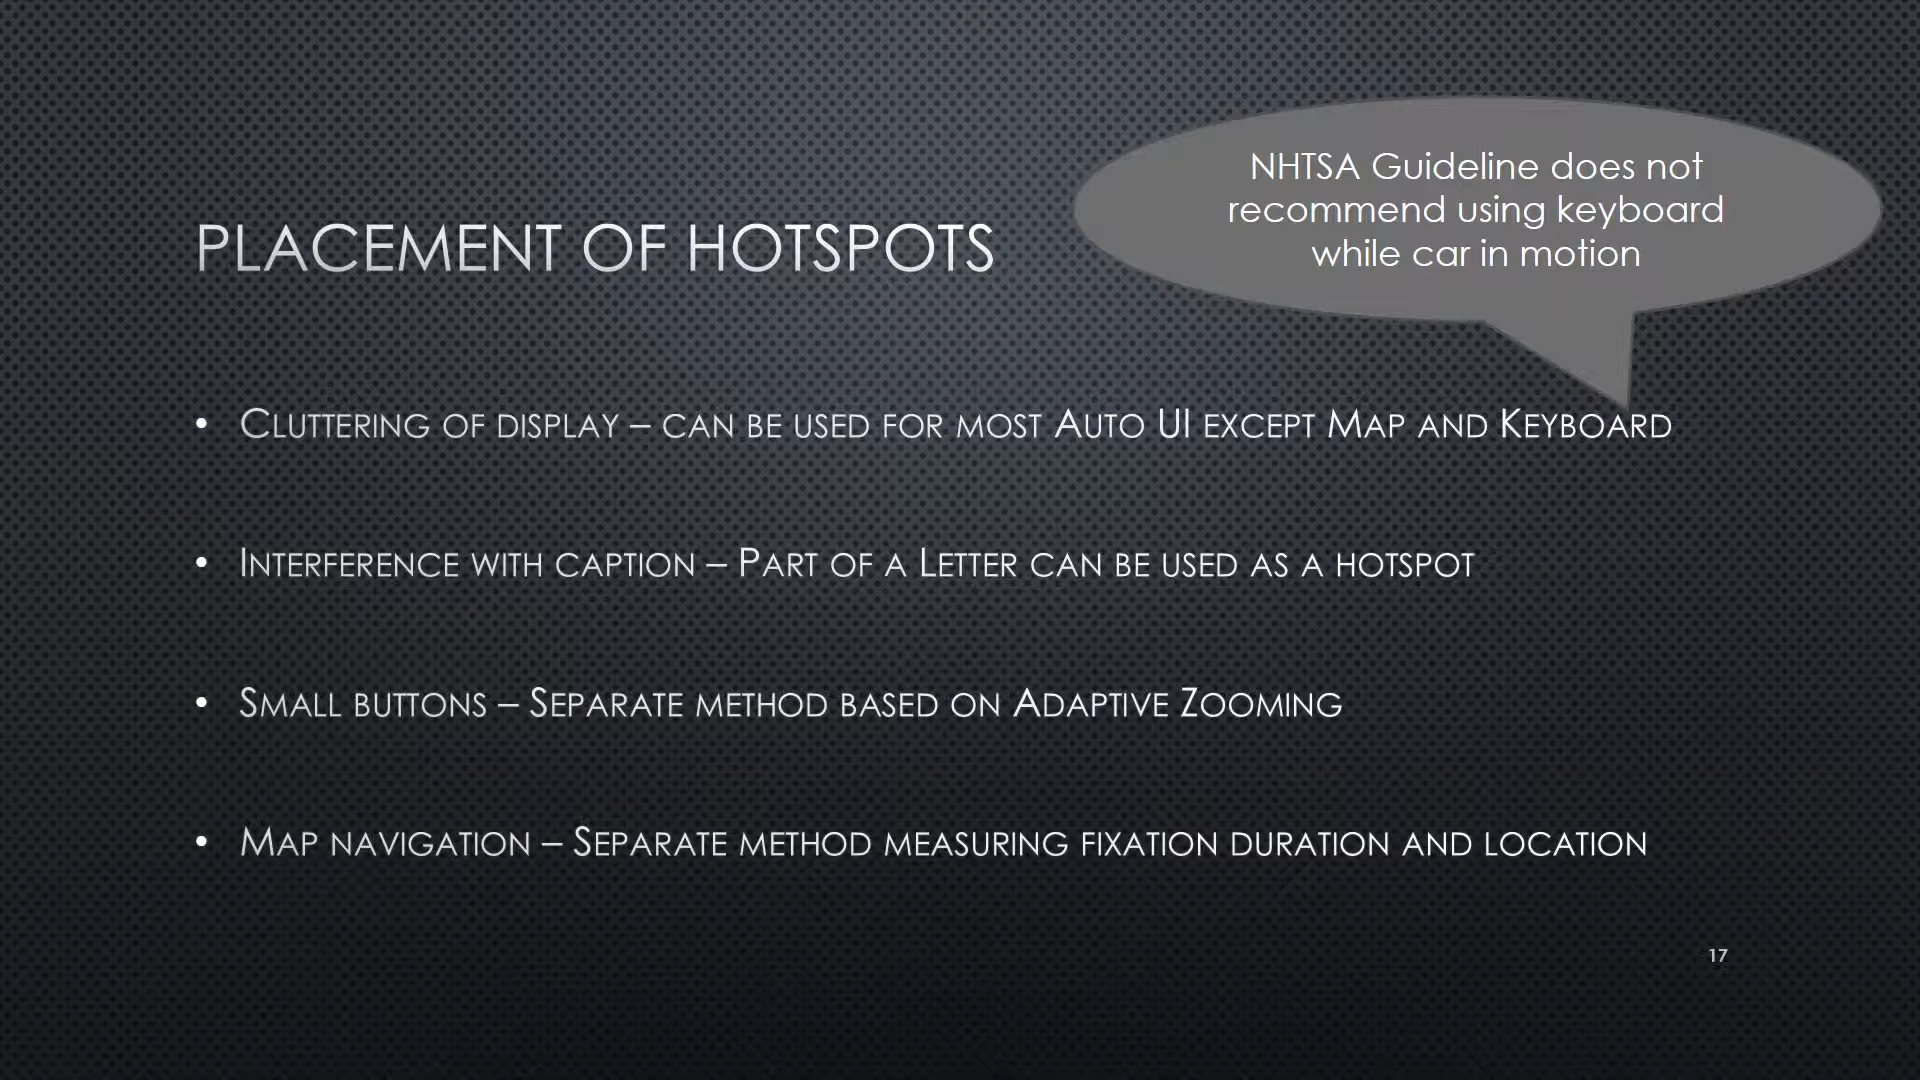 PLACEMENT OF HOTSPOTS
NHTSA Guideline does not
recommend using keyboard
while car in motion
• Cluttering of display – can be used for most Auto UI except Map and Keyboard
• Interference with caption – Part of a Letter can be used as a hotspot
• Small buttons – Separate method based on Adaptive Zooming
• Map navigation – Separate method measuring fixation duration and location
17